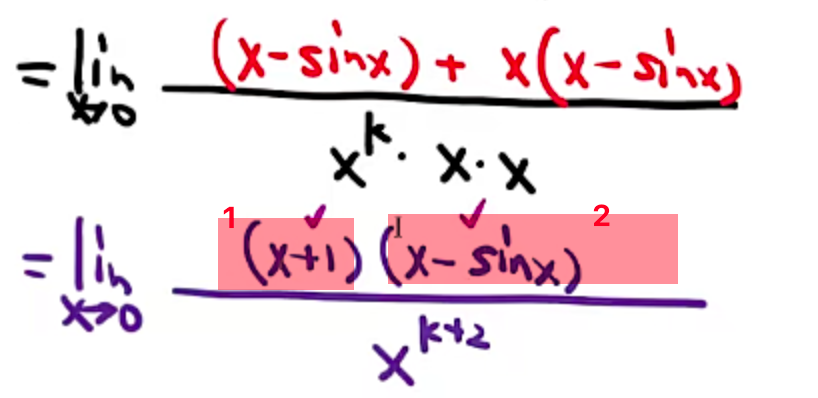 = lim x→0 (x-sinx) + x(x-sinx)
x^k · x · x
1 ✓ ✓ 2
= lim x→0 (x+1) (x-sinx)
x^{k+2}